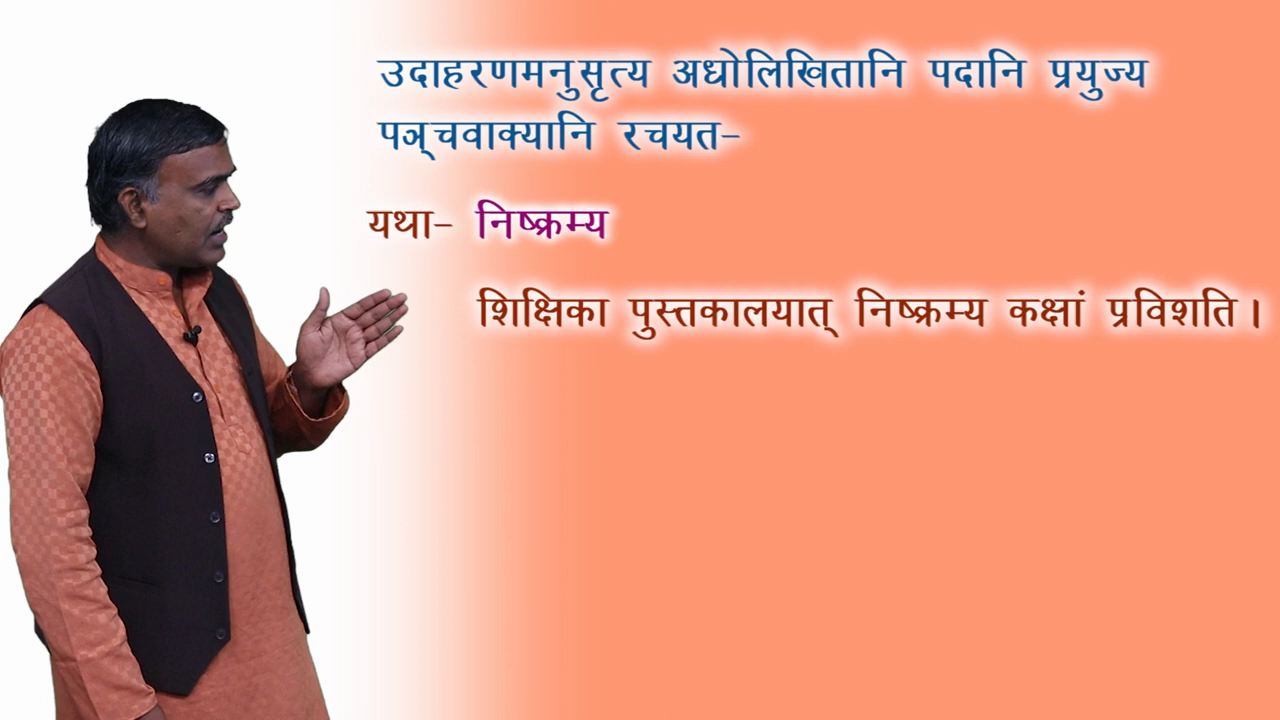 उदाहरणमनुसृत्य अधोलिखितानि पदानि प्रयुज्य
पञ्चवाक्यानि रचयत-
यथा- निष्क्रम्य
शिक्षिका पुस्तकालयात् निष्क्रम्य कक्षां प्रविशति।